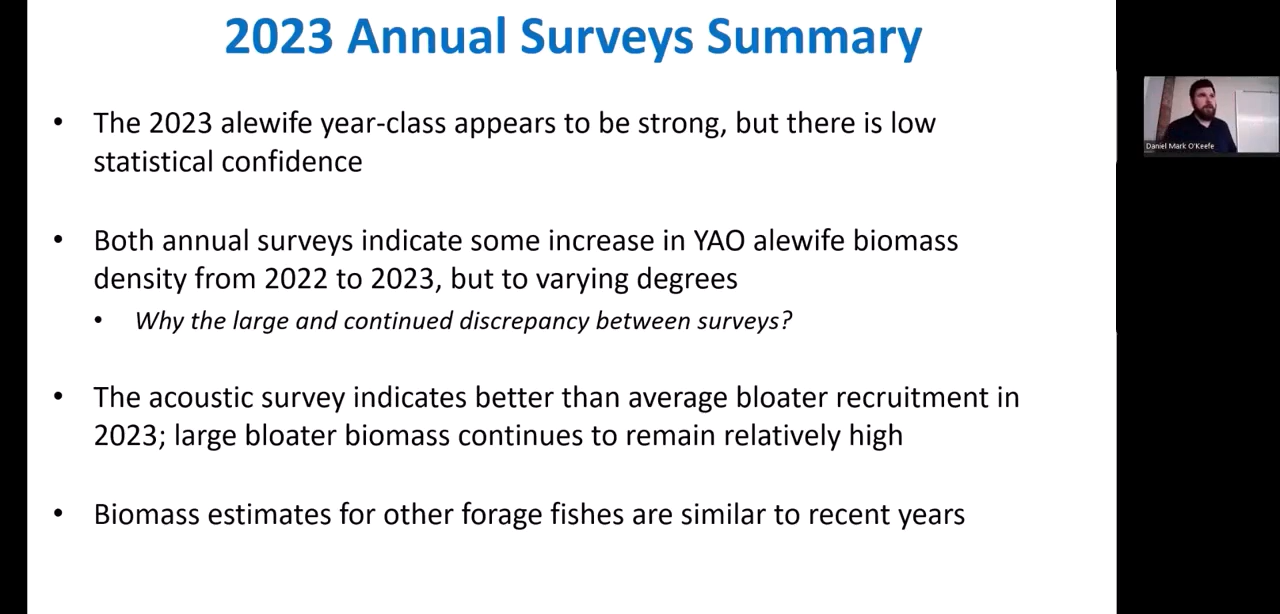 2023 Annual Surveys Summary
• The 2023 alewife year-class appears to be strong, but there is low
statistical confidence
• Both annual surveys indicate some increase in YAO alewife biomass
density from 2022 to 2023, but to varying degrees
• Why the large and continued discrepancy between surveys?
• The acoustic survey indicates better than average bloater recruitment in
2023; large bloater biomass continues to remain relatively high
• Biomass estimates for other forage fishes are similar to recent years
Daniel Mark O'Keefe